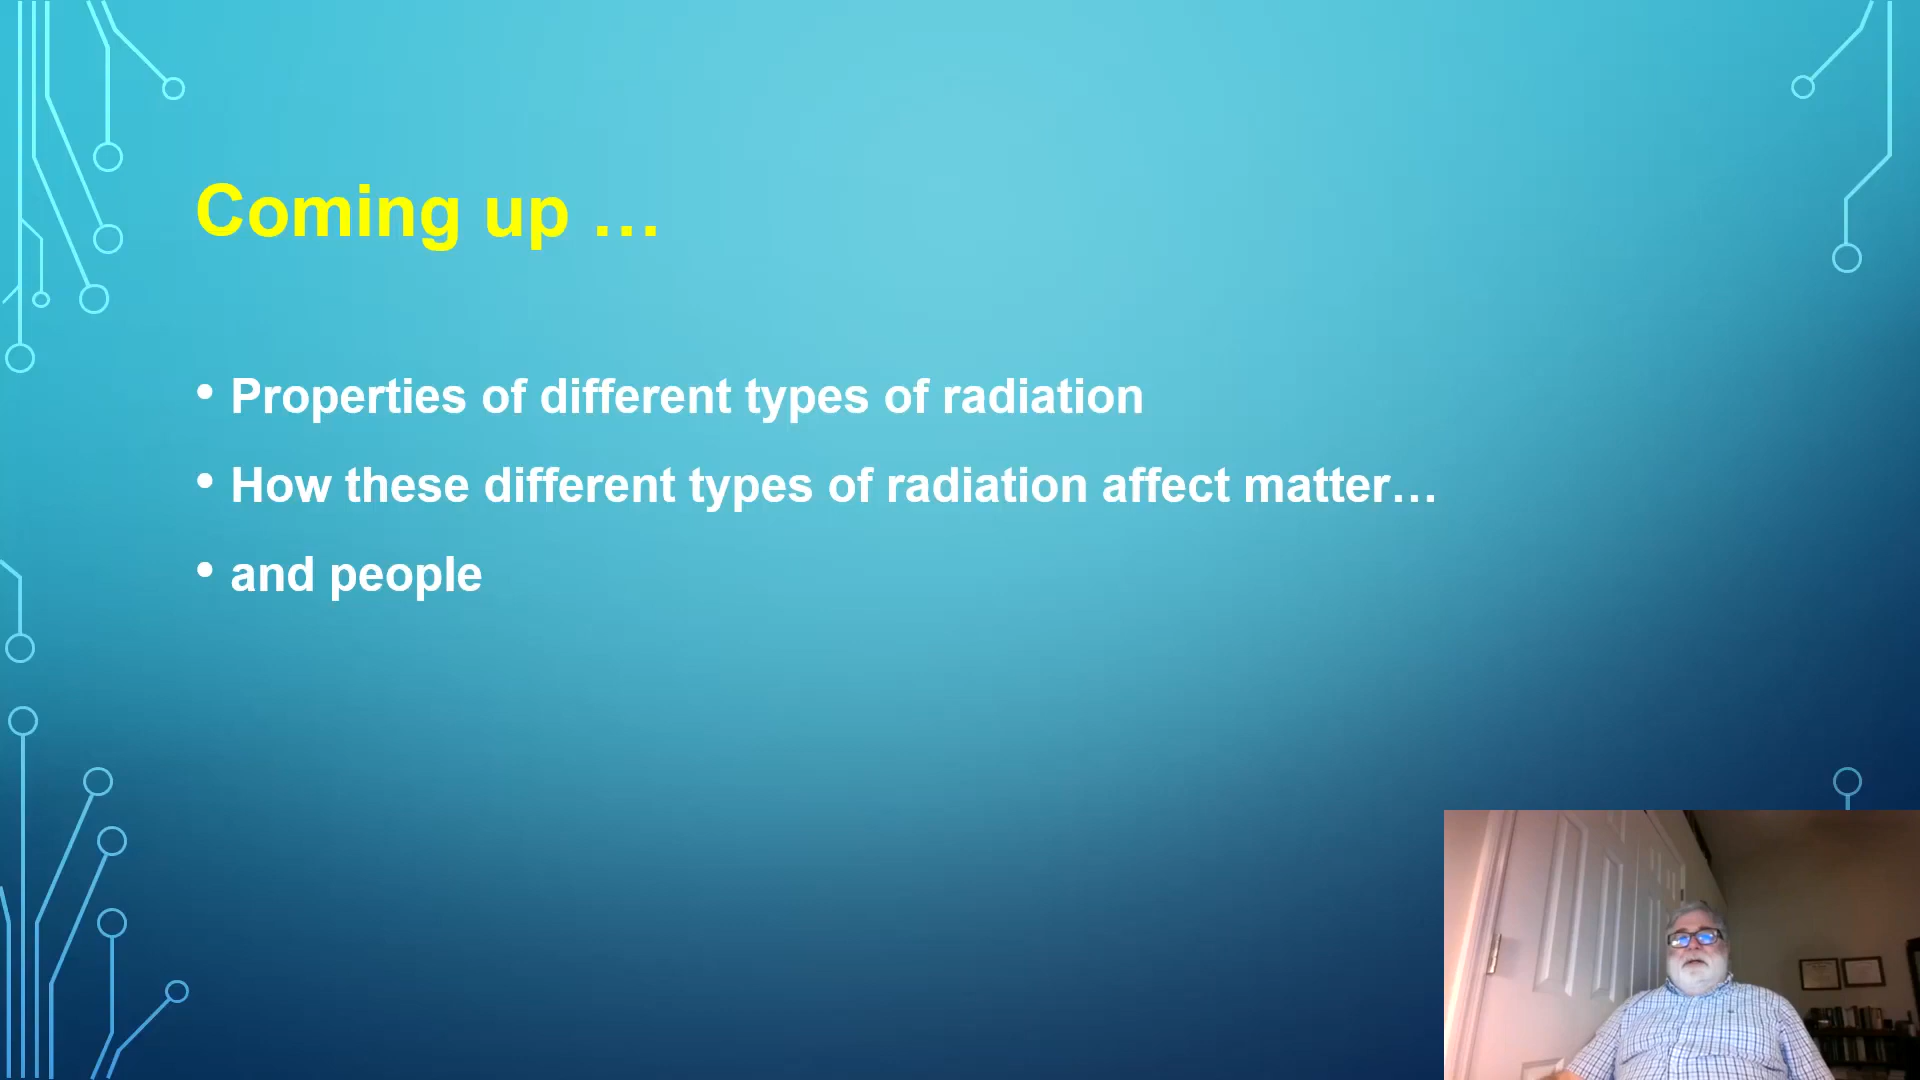 Coming up …
• Properties of different types of radiation
• How these different types of radiation affect matter…
• and people